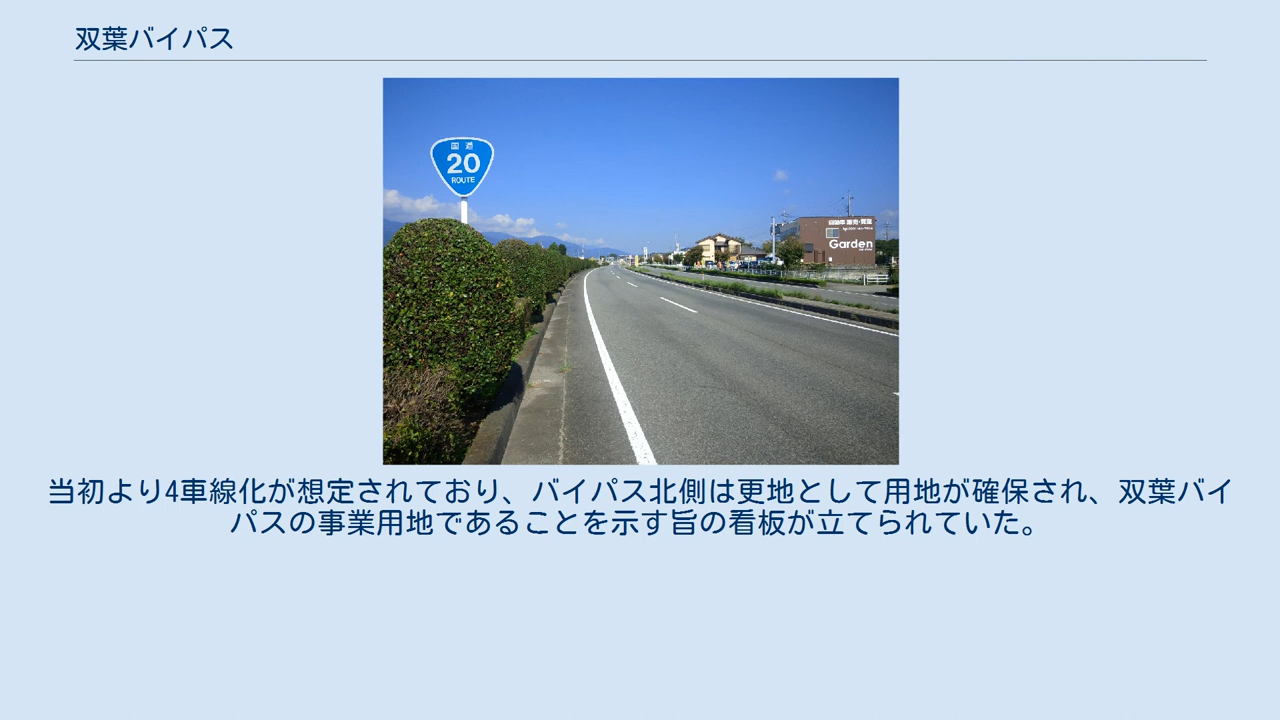 双葉バイパス
国道
20
ROUTE
Garden
当初より4車線化が想定されており、バイパス北側は更地として用地が確保され、双葉バイ
パスの事業用地であることを示す旨の看板が立てられていた。